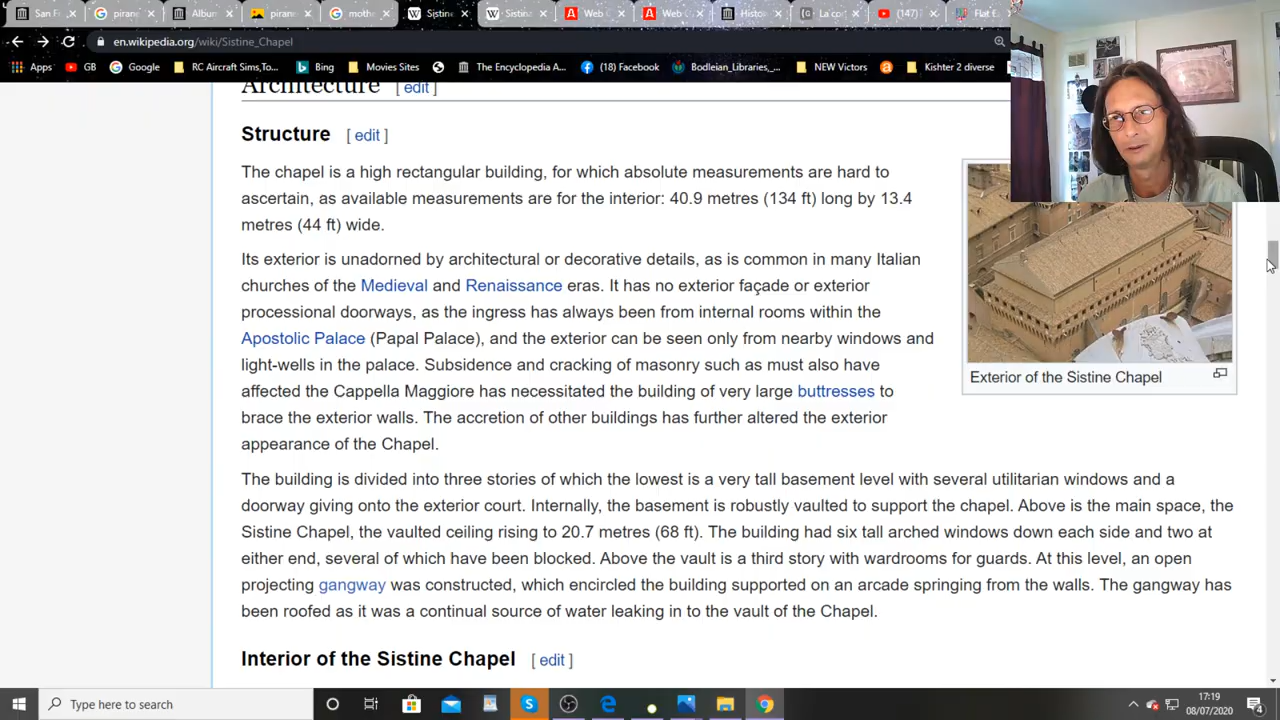 San F
piran
Album
piran
moth
Sistin
Sistina
Web G
Web
Histo
La co
(147)
Flat E
en.wikipedia.org/wiki/Sistine_Chapel
Apps
GB
Google
RC Aircraft Sims,To...
Bing
Movies Sites
The Encyclopedia A...
(18) Facebook
Bodleian_Libraries,_...
NEW Victors
Kishter 2 diverse
Architecture [ edit ]
Structure [ edit ]
The chapel is a high rectangular building, for which absolute measurements are hard to
ascertain, as available measurements are for the interior: 40.9 metres (134 ft) long by 13.4
metres (44 ft) wide.
Its exterior is unadorned by architectural or decorative details, as is common in many Italian
churches of the Medieval and Renaissance eras. It has no exterior façade or exterior
processional doorways, as the ingress has always been from internal rooms within the
Apostolic Palace (Papal Palace), and the exterior can be seen only from nearby windows and
light-wells in the palace. Subsidence and cracking of masonry such as must also have
affected the Cappella Maggiore has necessitated the building of very large buttresses to
brace the exterior walls. The accretion of other buildings has further altered the exterior
appearance of the Chapel.
Exterior of the Sistine Chapel
The building is divided into three stories of which the lowest is a very tall basement level with several utilitarian windows and a
doorway giving onto the exterior court. Internally, the basement is robustly vaulted to support the chapel. Above is the main space, the
Sistine Chapel, the vaulted ceiling rising to 20.7 metres (68 ft). The building had six tall arched windows down each side and two at
either end, several of which have been blocked. Above the vault is a third story with wardrooms for guards. At this level, an open
projecting gangway was constructed, which encircled the building supported on an arcade springing from the walls. The gangway has
been roofed as it was a continual source of water leaking in to the vault of the Chapel.
Interior of the Sistine Chapel [ edit ]
Type here to search
17:19
08/07/2020
4